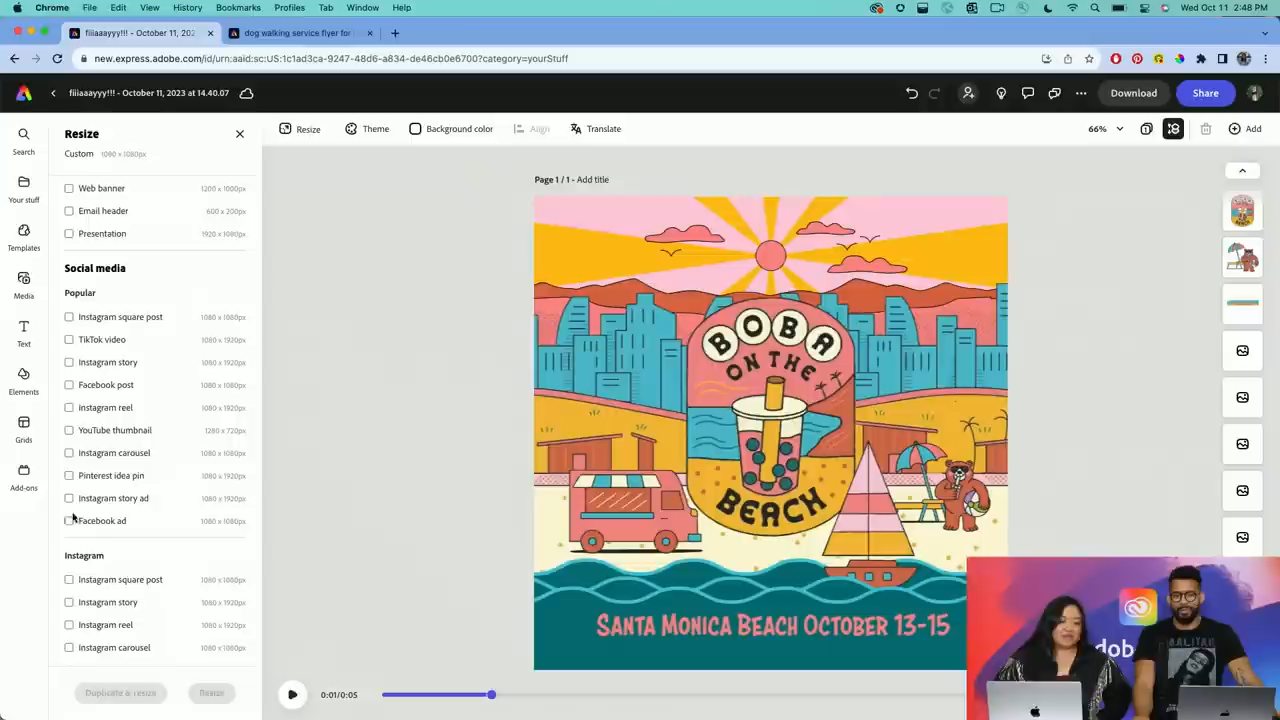 Chrome File Edit View History Bookmarks Profiles Tab Window Help Wed Oct 11 2:48 PM
fiiiaaayyy!!! - October 11, 202 dog walking service flyer for
new.express.adobe.com/id/urn:aaid:sc:US:1c1ad3ca-9247-48d6-a834-de46cb0e6700?category=yourStuff
fiiiaaayyy!!! - October 11, 2023 at 14.40.07 Download Share
Resize Resize Theme Background color Align Translate 66% Add
Search
Your stuff
Templates
Media
Text
Elements
Grids
Add-ons
Custom 1080 x 1080px
Web banner 1200 x 1000px
Email header 600 x 200px
Presentation 1920 x 1080px
Social media
Popular
Instagram square post 1080 x 1080px
TikTok video 1080 x 1920px
Instagram story 1080 x 1920px
Facebook post 1080 x 1080px
Instagram reel 1080 x 1920px
YouTube thumbnail 1280 x 720px
Instagram carousel 1080 x 1080px
Pinterest idea pin 1080 x 1920px
Instagram story ad 1080 x 1920px
Facebook ad 1080 x 1080px
Instagram
Instagram square post 1080 x 1080px
Instagram story 1080 x 1920px
Instagram reel 1080 x 1920px
Instagram carousel 1080 x 1080px
Duplicate & resize Resize
Page 1 / 1 - Add title
BOBA
ON THE
BEACH
Santa Monica Beach October 13-15
0:01/0:05